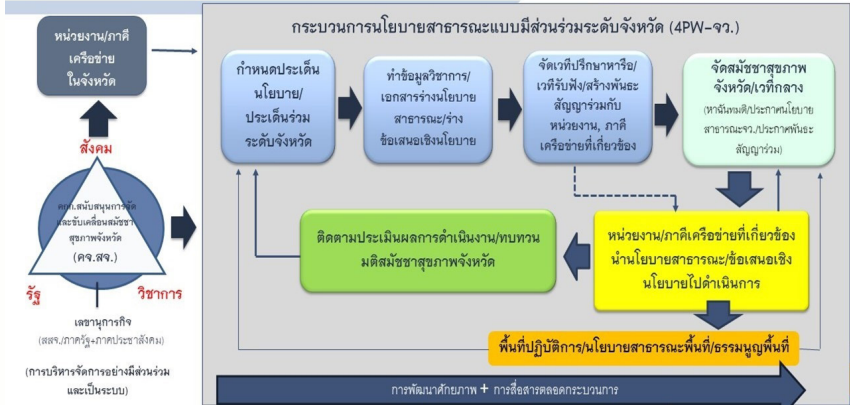 กระบวนการนโยบายสาธารณะแบบมีส่วนร่วมระดับจังหวัด (4PW-จว.)
หน่วยงาน/ภาคี
เครือข่าย
ในจังหวัด
สังคม
คกก.สนับสนุนการจัด
และขับเคลื่อนสมัชชา
สุขภาพจังหวัด
(คจ.สจ.)
รัฐ
วิชาการ
เลขานุการกิจ
(สสจ./ภาครัฐ+ภาคประชาสังคม)
(การบริหารจัดการอย่างมีส่วนร่วม
และเป็นระบบ)
กำหนดประเด็น
นโยบาย/
ประเด็นร่วม
ระดับจังหวัด
ทำข้อมูลวิชาการ/
เอกสารร่างนโยบาย
สาธารณะ/ร่าง
ข้อเสนอเชิงนโยบาย
จัดเวทีปรึกษาหารือ/
เวทีรับฟัง/สร้างพันธะ
สัญญาร่วมกับ
หน่วยงาน, ภาคี
เครือข่ายที่เกี่ยวข้อง
จัดสมัชชาสุขภาพ
จังหวัด/เวทีกลาง
(หาฉันทมติ/ประกาศนโยบาย
สาธารณะจว./ประกาศพันธะ
สัญญาร่วม)
ติดตามประเมินผลการดำเนินงาน/ทบทวน
มติสมัชชาสุขภาพจังหวัด
หน่วยงาน/ภาคีเครือข่ายที่เกี่ยวข้อง
นำนโยบายสาธารณะ/ข้อเสนอเชิง
นโยบายไปดำเนินการ
พื้นที่ปฏิบัติการ/นโยบายสาธารณะพื้นที่/ธรรมนูญพื้นที่
การพัฒนาศักยภาพ + การสื่อสารตลอดกระบวนการ